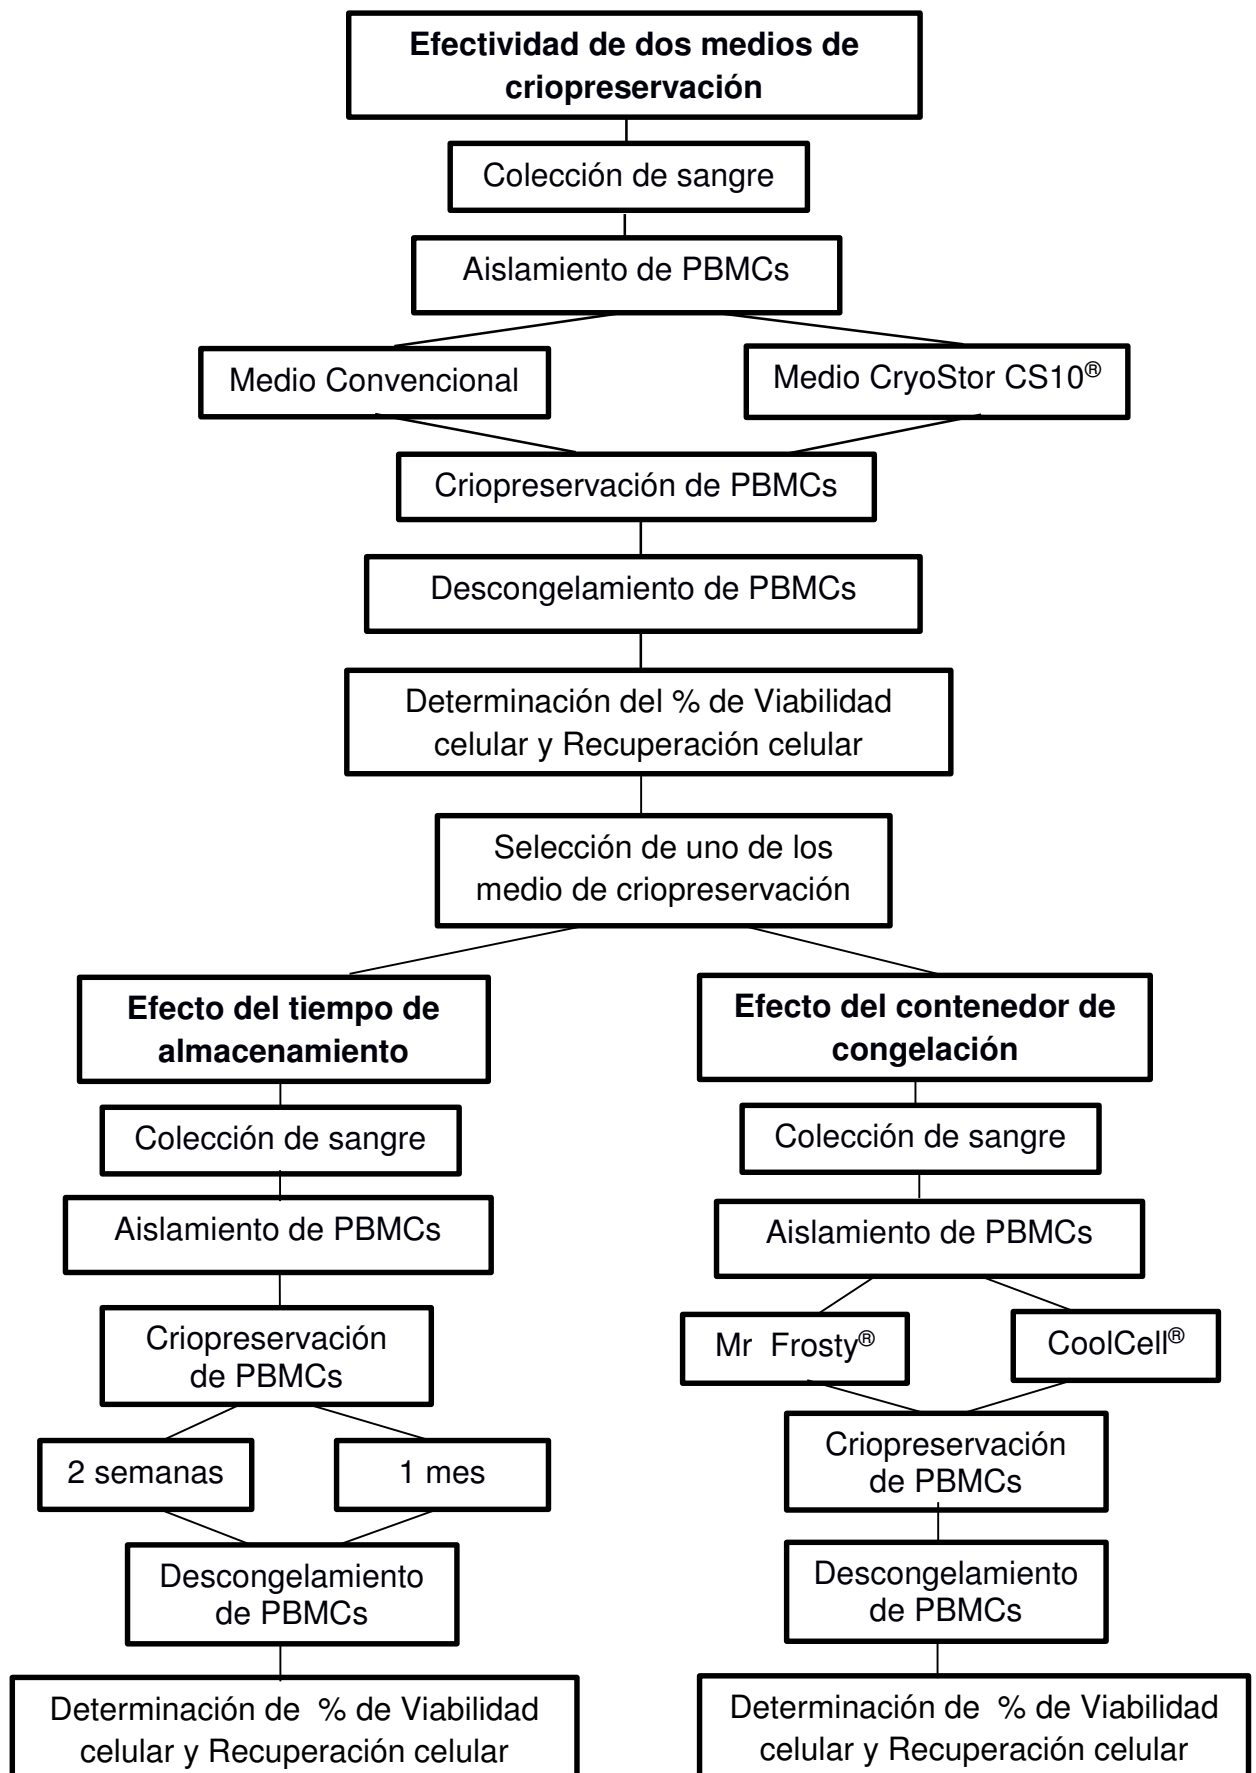 Efectividad de dos medios de
criopreservación
Colección de sangre
Aislamiento de PBMCs
Medio Convencional
Medio CryoStor CS10®
Criopreservación de PBMCs
Descongelamiento de PBMCs
Determinación del % de Viabilidad
celular y Recuperación celular
Selección de uno de los
medio de criopreservación
Efecto del tiempo de
almacenamiento
Colección de sangre
Aislamiento de PBMCs
Criopreservación
de PBMCs
2 semanas
1 mes
Descongelamiento
de PBMCs
Determinación de  % de Viabilidad
celular y Recuperación celular
Efecto del contenedor de
congelación
Colección de sangre
Aislamiento de PBMCs
Mr  Frosty®
CoolCell®
Criopreservación
de PBMCs
Descongelamiento
de PBMCs
Determinación de  % de Viabilidad
celular y Recuperación celular